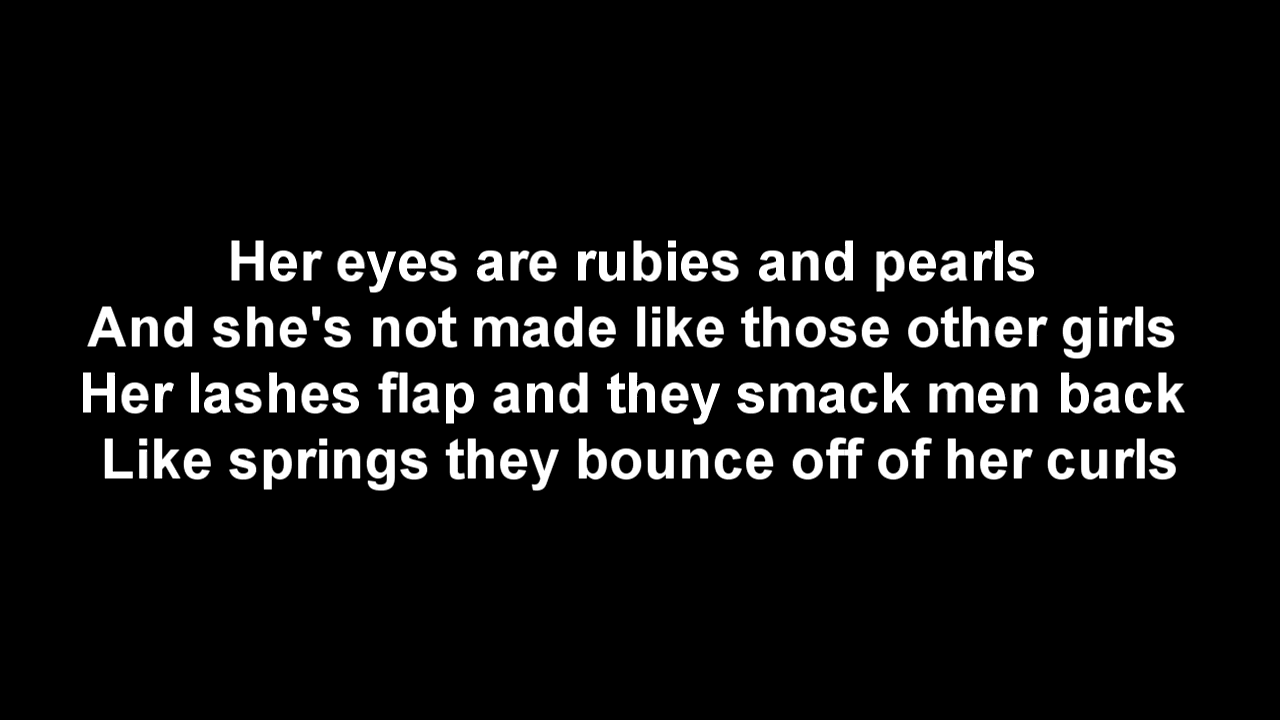 Her eyes are rubies and pearls
And she's not made like those other girls
Her lashes flap and they smack men back
Like springs they bounce off of her curls